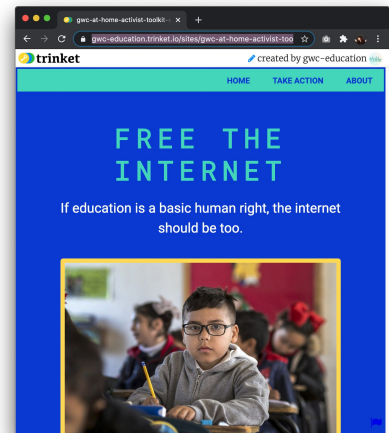 gwc-at-home-activist-toolkit-
gwc-education.trinket.io/sites/gwc-at-home-activist-too
trinket
created by gwc-education
HOME TAKE ACTION ABOUT
FREE THE
INTERNET
If education is a basic human right, the internet
should be too.